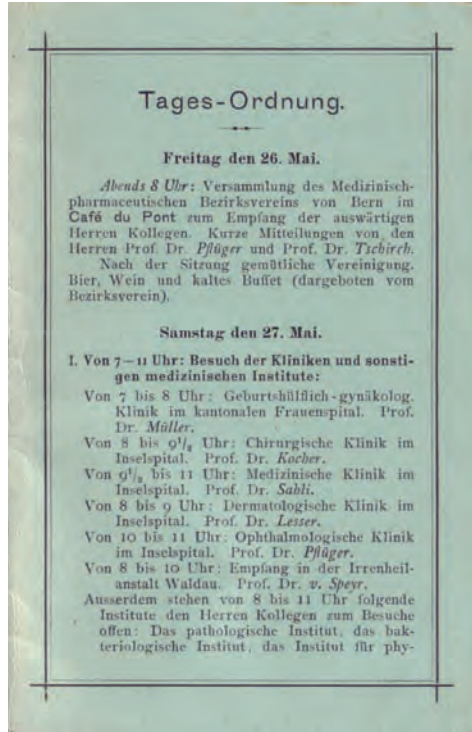 Tages-Ordnung.
Freitag den 26. Mai.
Abends 8 Uhr: Versammlung des Medizinisch-
pharmaceutischen Bezirksvereins von Bern im
Café du Pont zum Empfang der auswärtigen
Herren Kollegen. Kurze Mitteilungen von den
Herren Prof. Dr. Pflüger und Prof. Dr. Tschirch.
Nach der Sitzung gemütliche Vereinigung.
Bier, Wein und kaltes Buffet (dargeboten vom
Bezirksverein).
Samstag den 27. Mai.
I. Von 7—11 Uhr: Besuch der Kliniken und sonsti-
gen medizinischen Institute:
Von 7 bis 8 Uhr: Geburtshülflich-gynäkolog.
Klinik im kantonalen Frauenspital. Prof.
Dr. Müller.
Von 8 bis 9½ Uhr: Chirurgische Klinik im
Inselspital. Prof. Dr. Kocher.
Von 9½ bis 11 Uhr: Medizinische Klinik im
Inselspital. Prof. Dr. Sahli.
Von 8 bis 9 Uhr: Dermatologische Klinik im
Inselspital. Prof. Dr. Lesser.
Von 10 bis 11 Uhr: Ophthalmologische Klinik
im Inselspital. Prof. Dr. Pflüger.
Von 8 bis 10 Uhr: Empfang in der Irrenheil-
anstalt Waldau. Prof. Dr. v. Speyr.
Ausserdem stehen von 8 bis 11 Uhr folgende
Institute den Herren Kollegen zum Besuche
offen: Das pathologische Institut, das bak-
teriologische Institut, das Institut für phy-